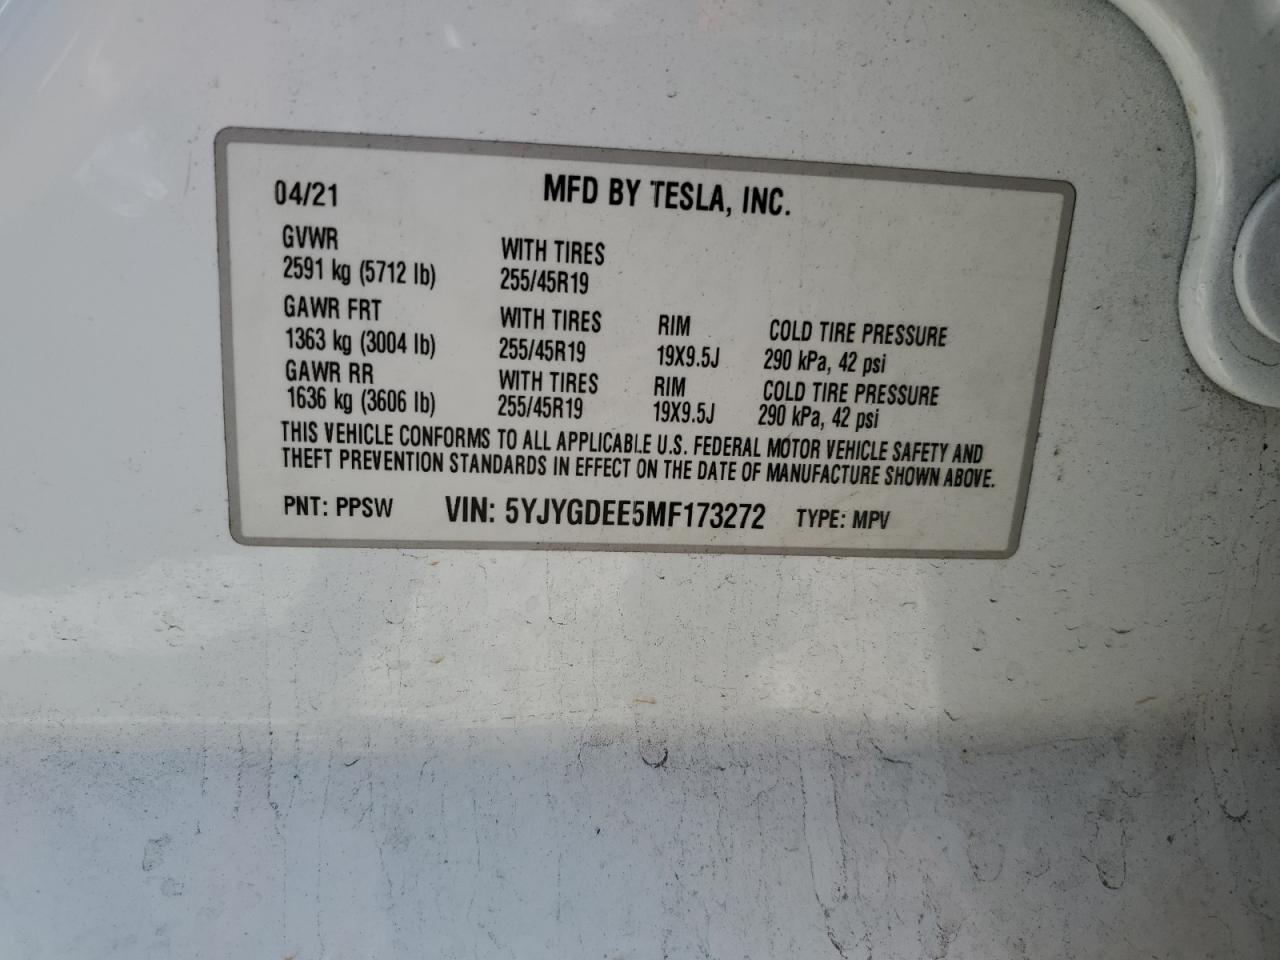 04/21 MFD BY TESLA, INC.
GVWR WITH TIRES
2591 kg (5712 lb) 255/45R19
GAWR FRT WITH TIRES RIM COLD TIRE PRESSURE
1363 kg (3004 lb) 255/45R19 19X9.5J 290 kPa, 42 psi
GAWR RR WITH TIRES RIM COLD TIRE PRESSURE
1636 kg (3606 lb) 255/45R19 19X9.5J 290 kPa, 42 psi
THIS VEHICLE CONFORMS TO ALL APPLICABLE U.S. FEDERAL MOTOR VEHICLE SAFETY AND
THEFT PREVENTION STANDARDS IN EFFECT ON THE DATE OF MANUFACTURE SHOWN ABOVE.
PNT: PPSW VIN: 5YJYGDEE5MF173272 TYPE: MPV